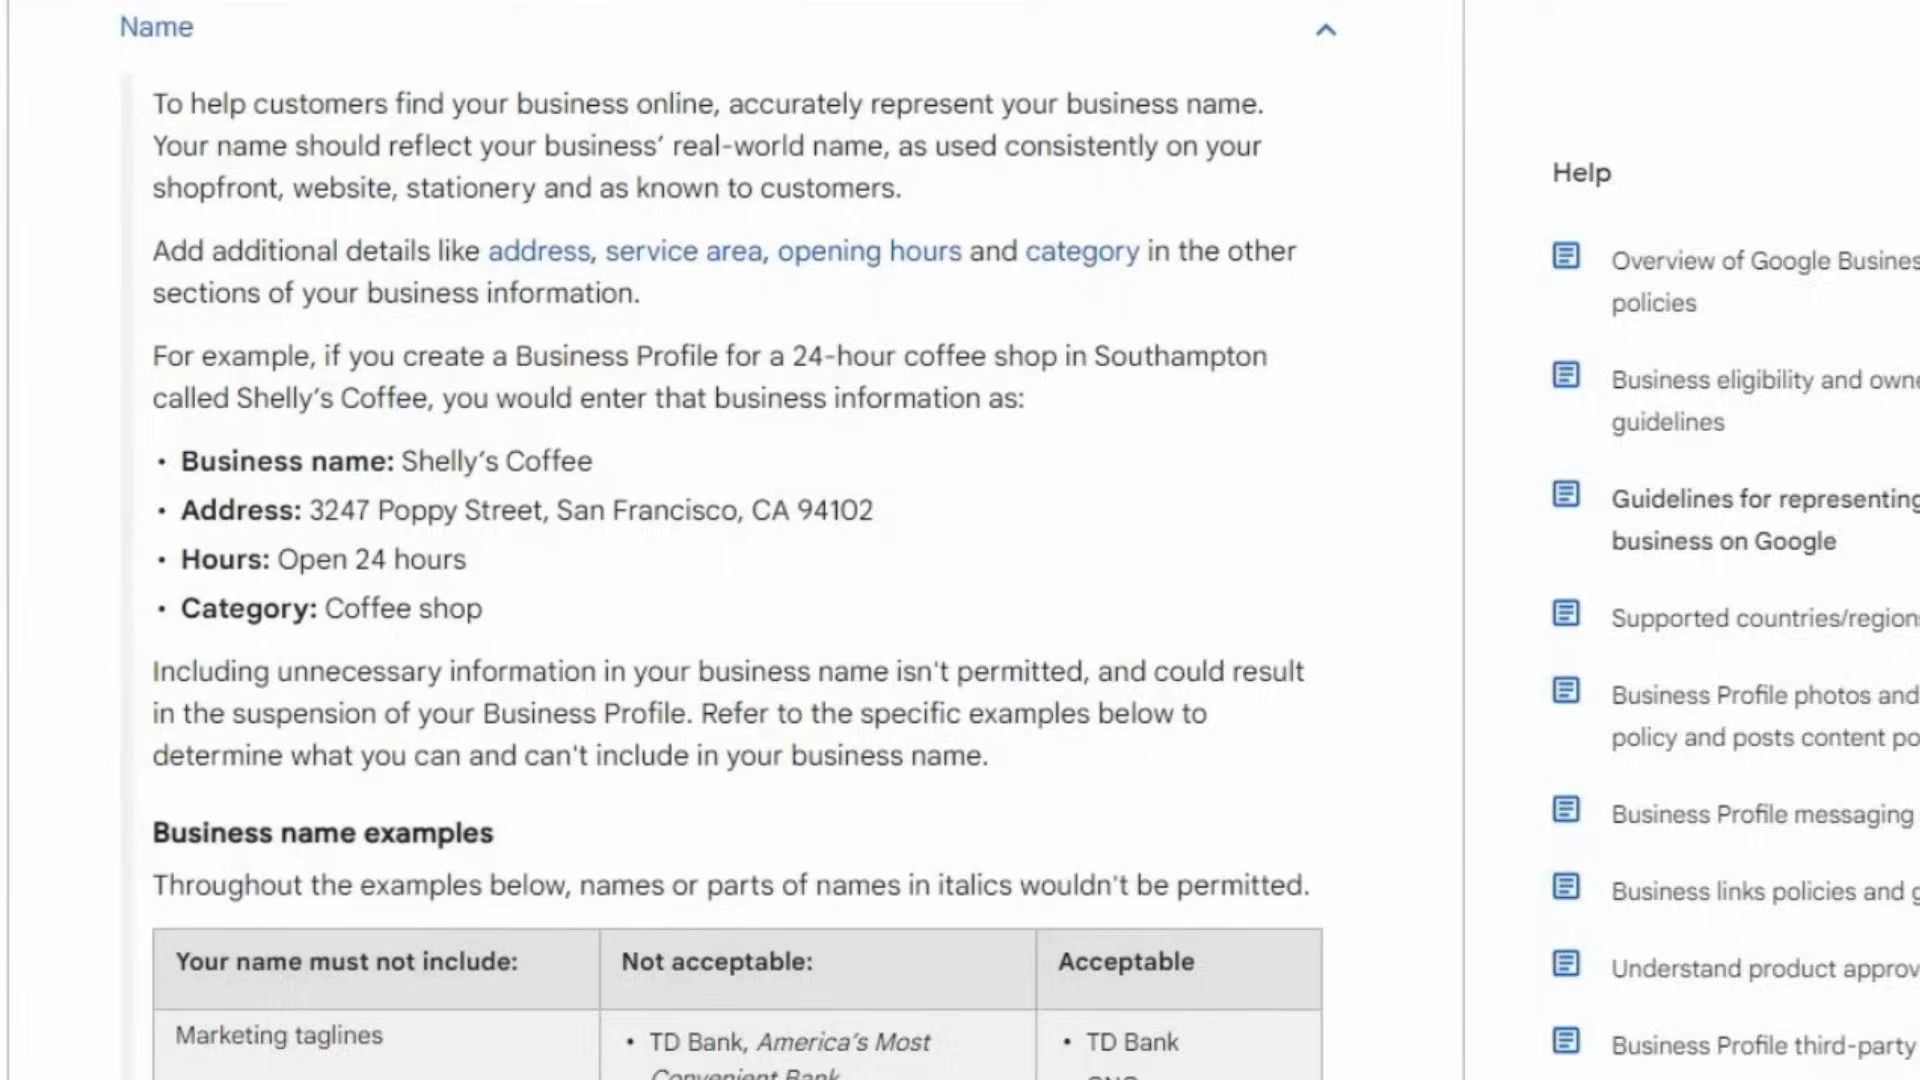 Name
To help customers find your business online, accurately represent your business name.
Your name should reflect your business’ real-world name, as used consistently on your
shopfront, website, stationery and as known to customers.
Add additional details like address, service area, opening hours and category in the other
sections of your business information.
For example, if you create a Business Profile for a 24-hour coffee shop in Southampton
called Shelly’s Coffee, you would enter that business information as:
• Business name: Shelly’s Coffee
• Address: 3247 Poppy Street, San Francisco, CA 94102
• Hours: Open 24 hours
• Category: Coffee shop
Including unnecessary information in your business name isn't permitted, and could result
in the suspension of your Business Profile. Refer to the specific examples below to
determine what you can and can't include in your business name.
Business name examples
Throughout the examples below, names or parts of names in italics wouldn't be permitted.
Your name must not include:
Not acceptable:
Acceptable
Marketing taglines
• TD Bank, America’s Most
Convenient Bank
• TD Bank
Help
Overview of Google Busines
policies
Business eligibility and owne
guidelines
Guidelines for representing
business on Google
Supported countries/regions
Business Profile photos and
policy and posts content po
Business Profile messaging
Business links policies and g
Understand product approv
Business Profile third-party